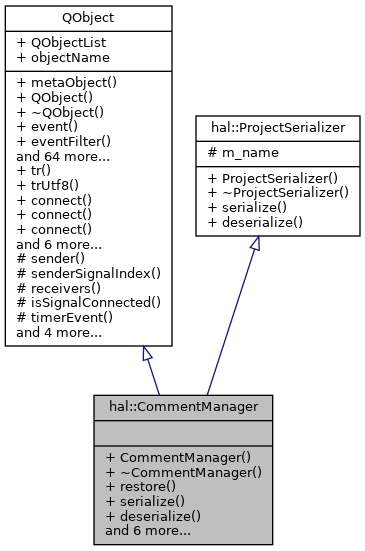 QObject
+ QObjectList
+ objectName
+ metaObject()
+ QObject()
+ ~QObject()
+ event()
+ eventFilter()
and 64 more...
+ tr()
+ trUtf8()
+ connect()
+ connect()
+ connect()
and 6 more...
# sender()
# senderSignalIndex()
# receivers()
# isSignalConnected()
# timerEvent()
and 4 more...
hal::ProjectSerializer
# m_name
+ ProjectSerializer()
+ ~ProjectSerializer()
+ serialize()
+ deserialize()
hal::CommentManager
+ CommentManager()
+ ~CommentManager()
+ restore()
+ serialize()
+ deserialize()
and 6 more...